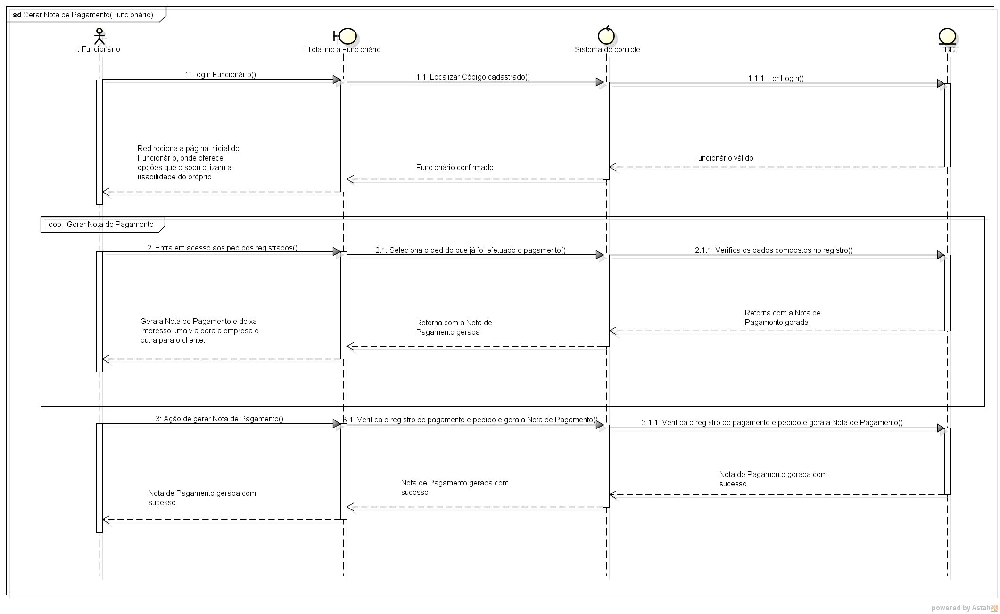 sd Gerar Nota de Pagamento(Funcionário)
: Funcionário
: Tela Inicia Funcionário
: Sistema de controle
: BD
1: Login Funcionário()
1.1: Localizar Código cadastrado()
1.1.1: Ler Login()
Redireciona a página inicial do
Funcionário, onde oferece
opções que disponibilizam a
usabilidade do próprio
Funcionário confirmado
Funcionário válido
loop : Gerar Nota de Pagamento
2: Entra em acesso aos pedidos registrados()
2.1: Seleciona o pedido que já foi efetuado o pagamento()
2.1.1: Verifica os dados compostos no registro()
Gera a Nota de Pagamento e deixa
impresso uma via para a empresa e
outra para o cliente.
Retorna com a Nota de
Pagamento gerada
Retorna com a Nota de
Pagamento gerada
3: Ação de gerar Nota de Pagamento()
3.1: Verifica o registro de pagamento e pedido e gera a Nota de Pagamento()
3.1.1: Verifica o registro de pagamento e pedido e gera a Nota de Pagamento()
Nota de Pagamento gerada com
sucesso
Nota de Pagamento gerada com
sucesso
Nota de Pagamento gerada com
sucesso
powered by Astah